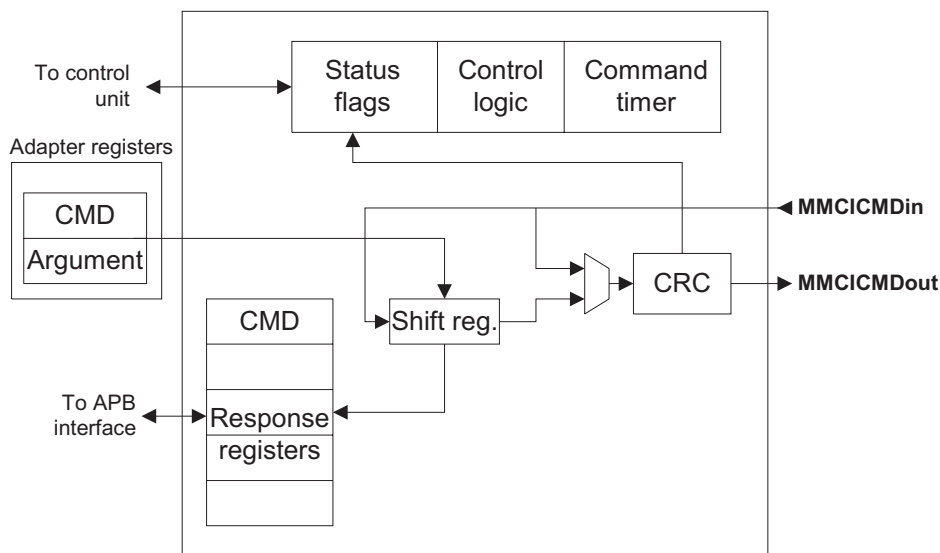 To control
unit
Status
flags
Control
logic
Command
timer
Adapter registers
CMD
Argument
MMCICMDin
MMCICMDout
CRC
Shift reg.
CMD
Response
registers
To APB
interface